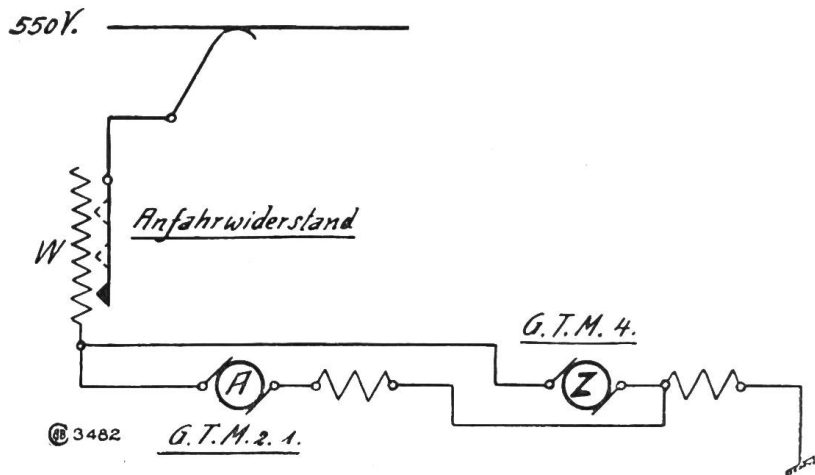 550V.
Anfahrwiderstand
W
G.T.M.4.
A
Z
3482
G.T.M.2.1.